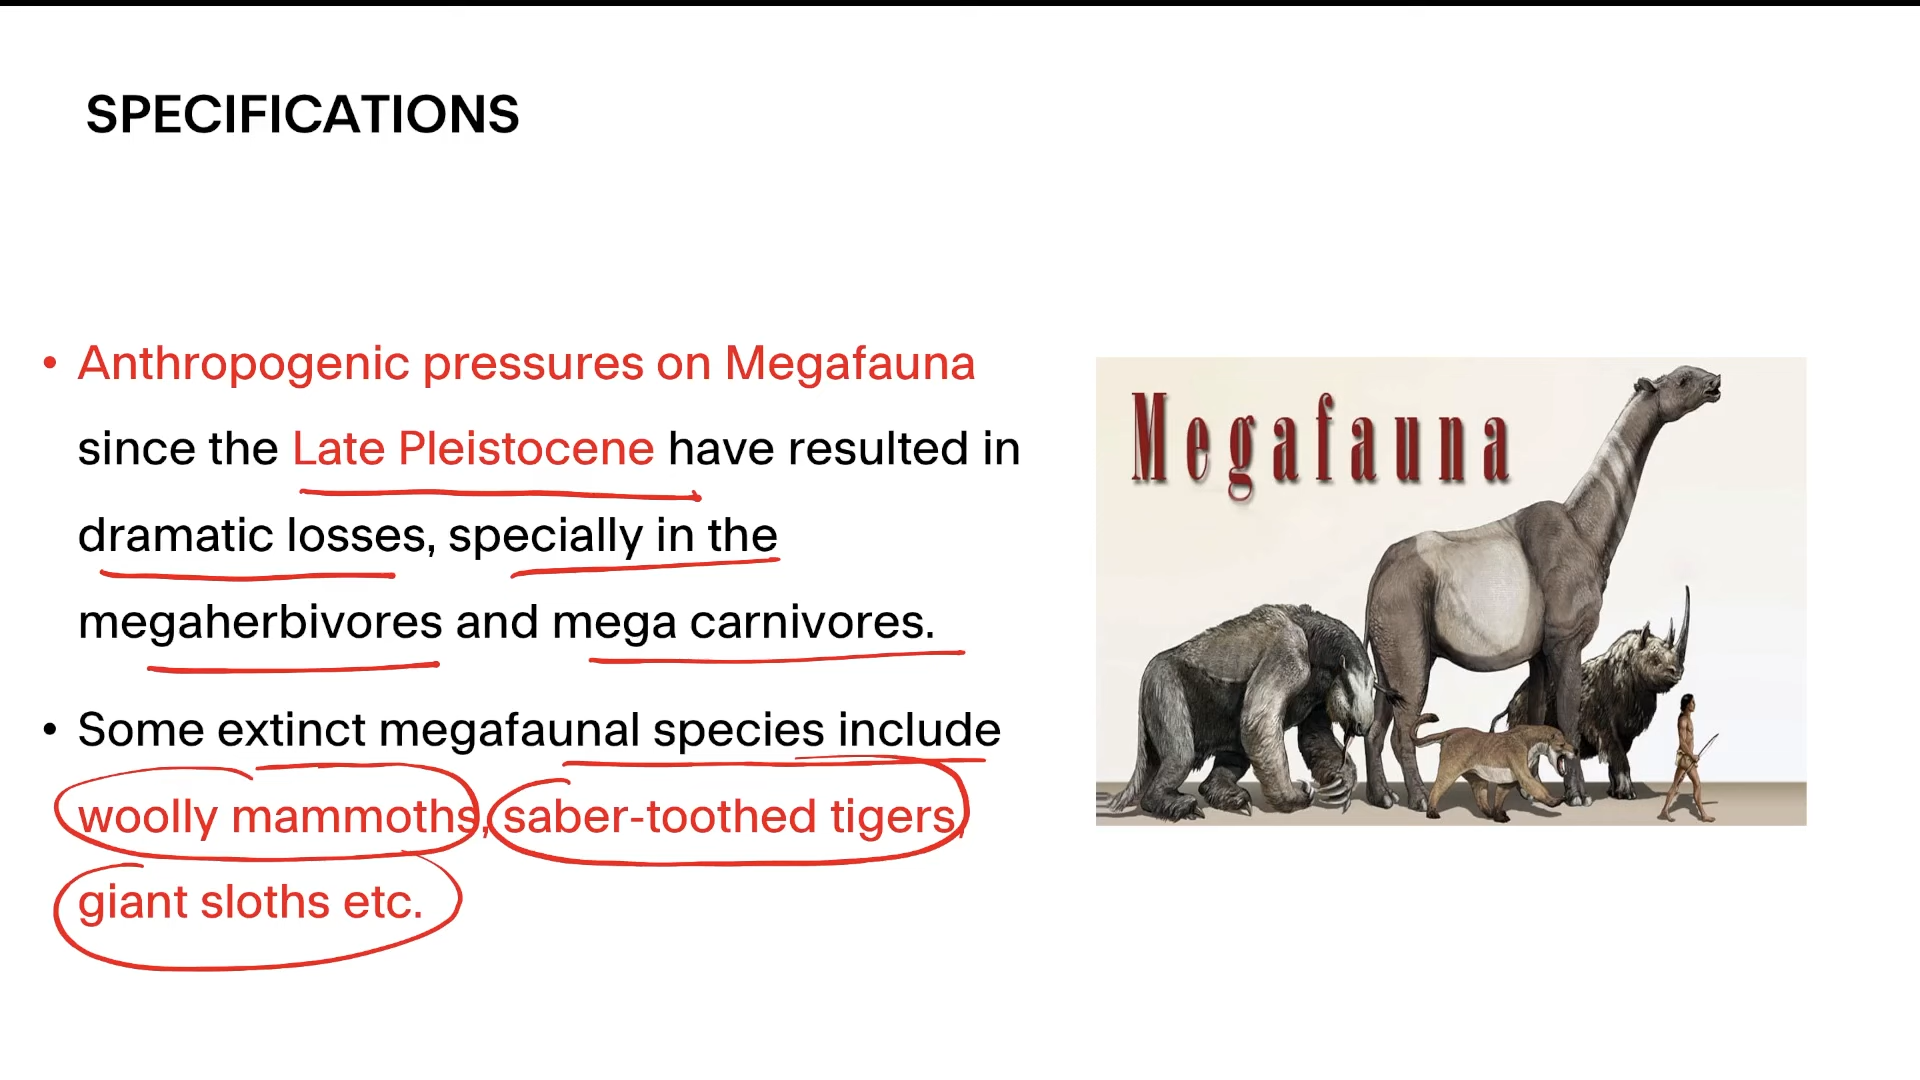 SPECIFICATIONS
• Anthropogenic pressures on Megafauna
since the Late Pleistocene have resulted in
dramatic losses, specially in the
megaherbivores and mega carnivores.
• Some extinct megafaunal species include
woolly mammoths, saber-toothed tigers,
giant sloths etc.
Megafauna